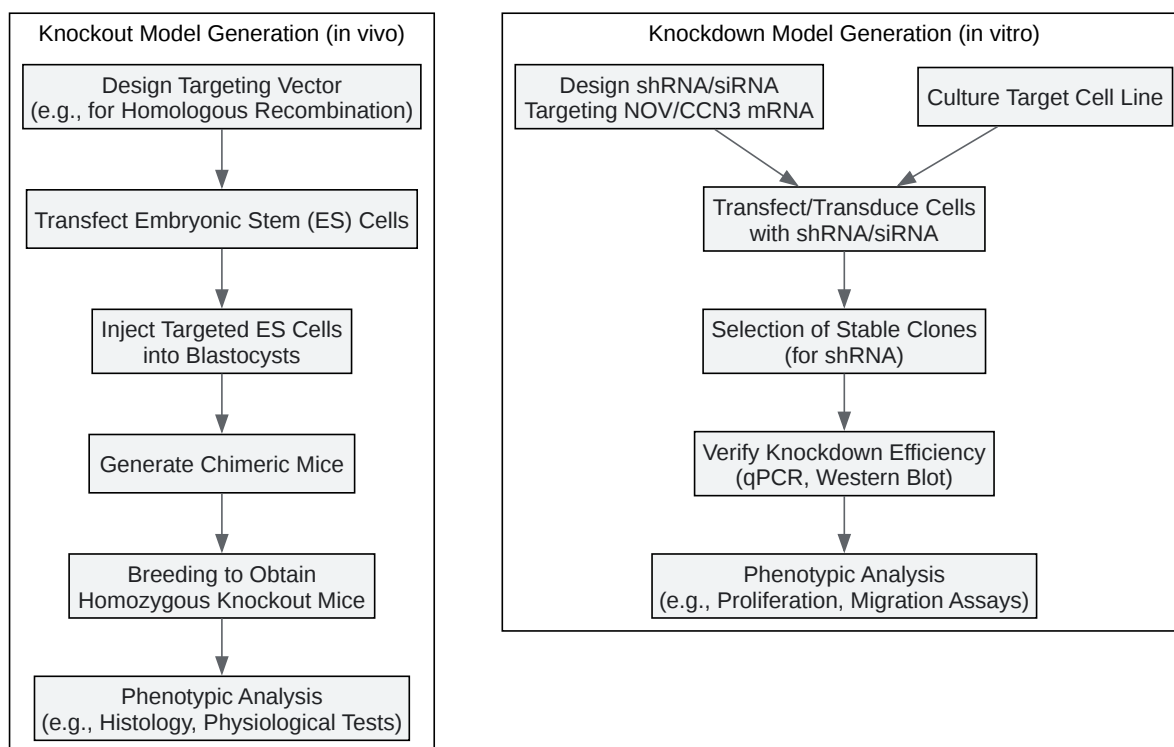 Knockout Model Generation (in vivo)
Design Targeting Vector
(e.g., for Homologous Recombination)
Transfect Embryonic Stem (ES) Cells
Inject Targeted ES Cells
into Blastocysts
Generate Chimeric Mice
Breeding to Obtain
Homozygous Knockout Mice
Phenotypic Analysis
(e.g., Histology, Physiological Tests)
Knockdown Model Generation (in vitro)
Design shRNA/siRNA
Targeting NOV/CCN3 mRNA
Culture Target Cell Line
Transfect/Transduce Cells
with shRNA/siRNA
Selection of Stable Clones
(for shRNA)
Verify Knockdown Efficiency
(qPCR, Western Blot)
Phenotypic Analysis
(e.g., Proliferation, Migration Assays)